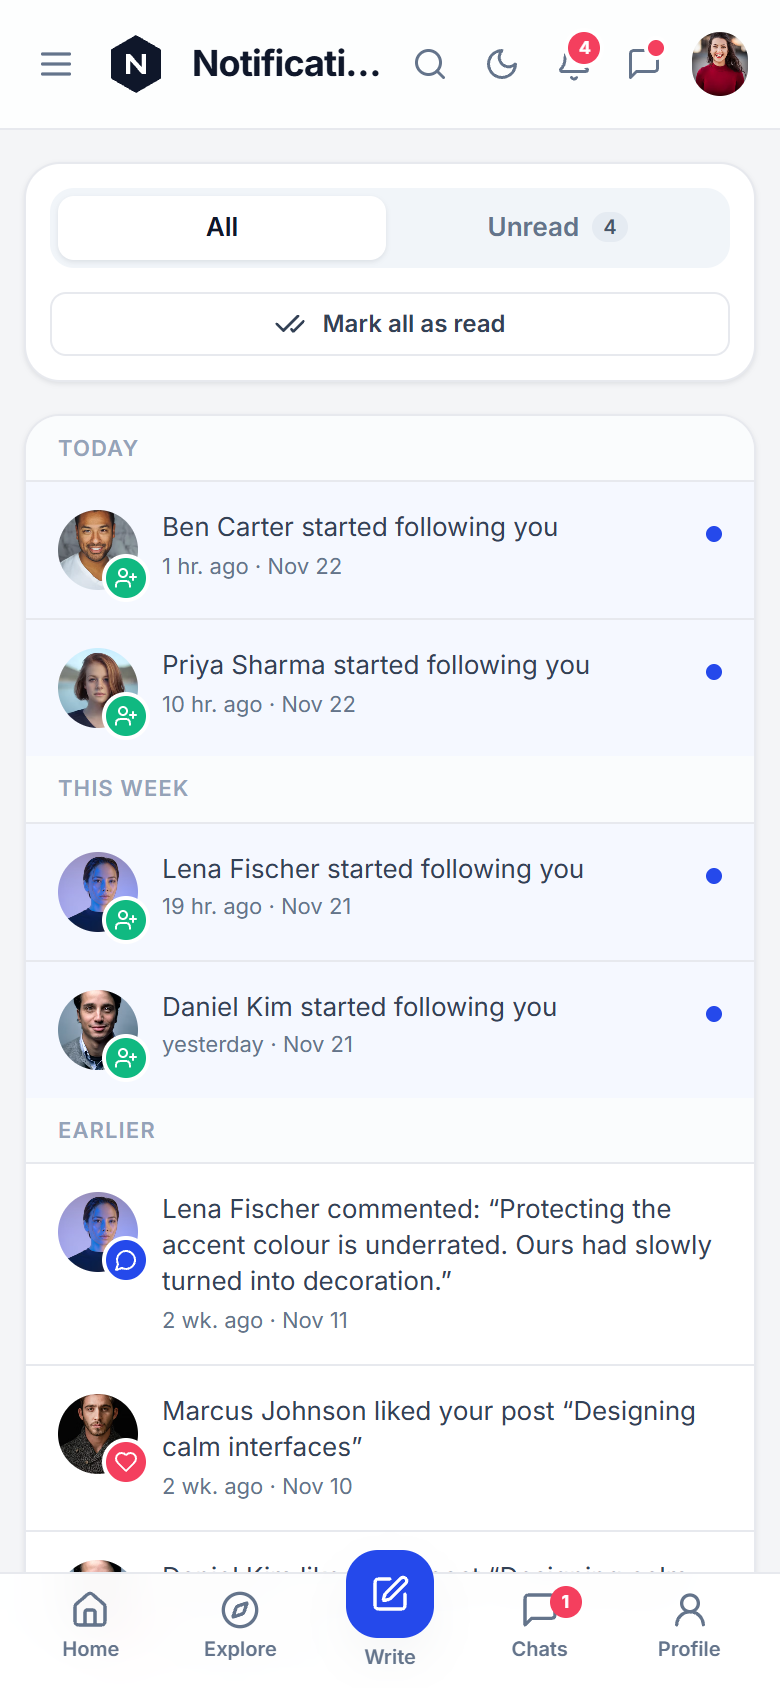 N
Notificati...
4
All
Unread 4
Mark all as read
TODAY
Ben Carter started following you
1 hr. ago · Nov 22
Priya Sharma started following you
10 hr. ago · Nov 22
THIS WEEK
Lena Fischer started following you
19 hr. ago · Nov 21
Daniel Kim started following you
yesterday · Nov 21
EARLIER
Lena Fischer commented: “Protecting the
accent colour is underrated. Ours had slowly
turned into decoration.”
2 wk. ago · Nov 11
Marcus Johnson liked your post “Designing
calm interfaces”
2 wk. ago · Nov 10
1
Home
Explore
Write
Chats
Profile